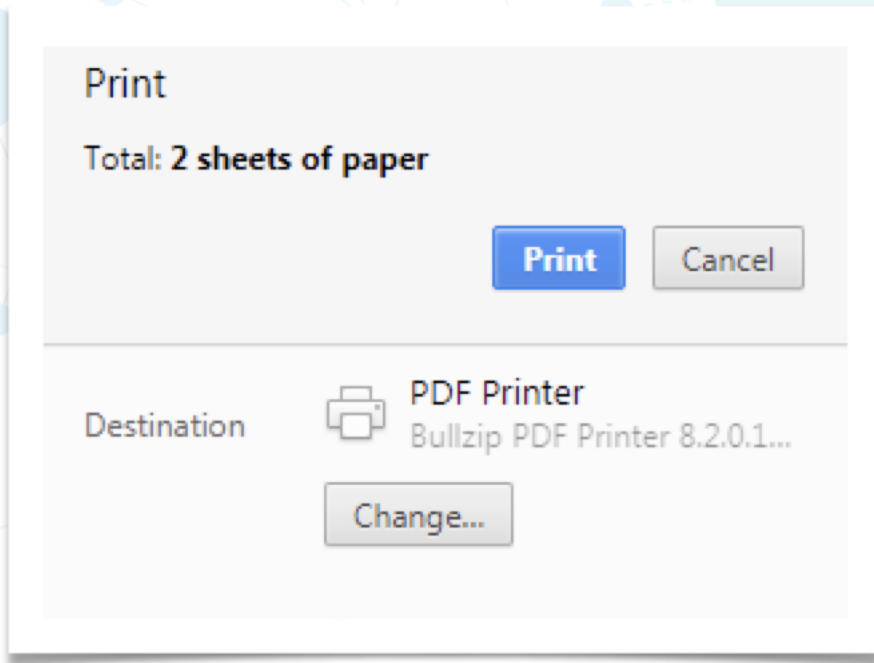 Print
Total: 2 sheets of paper
Print Cancel
Destination
PDF Printer
Bullzip PDF Printer 8.2.0.1...
Change...